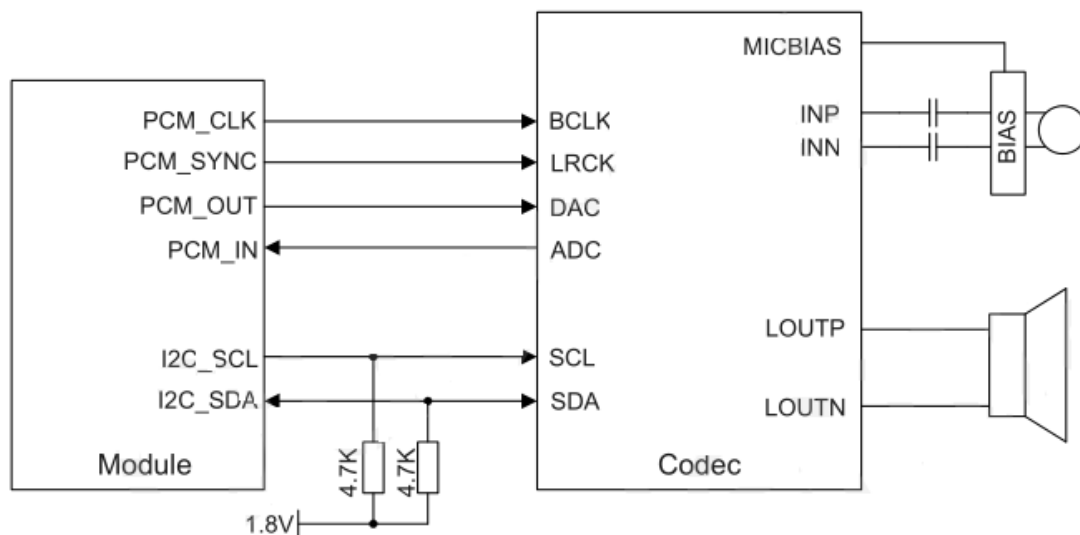 MICBIAS
PCM_CLK
BCLK
INP
PCM_SYNC
LRCK
INN
BIAS
PCM_OUT
DAC
PCM_IN
ADC
LOUTP
I2C_SCL
SCL
I2C_SDA
SDA
LOUTN
Module
4.7K
4.7K
Codec
1.8V